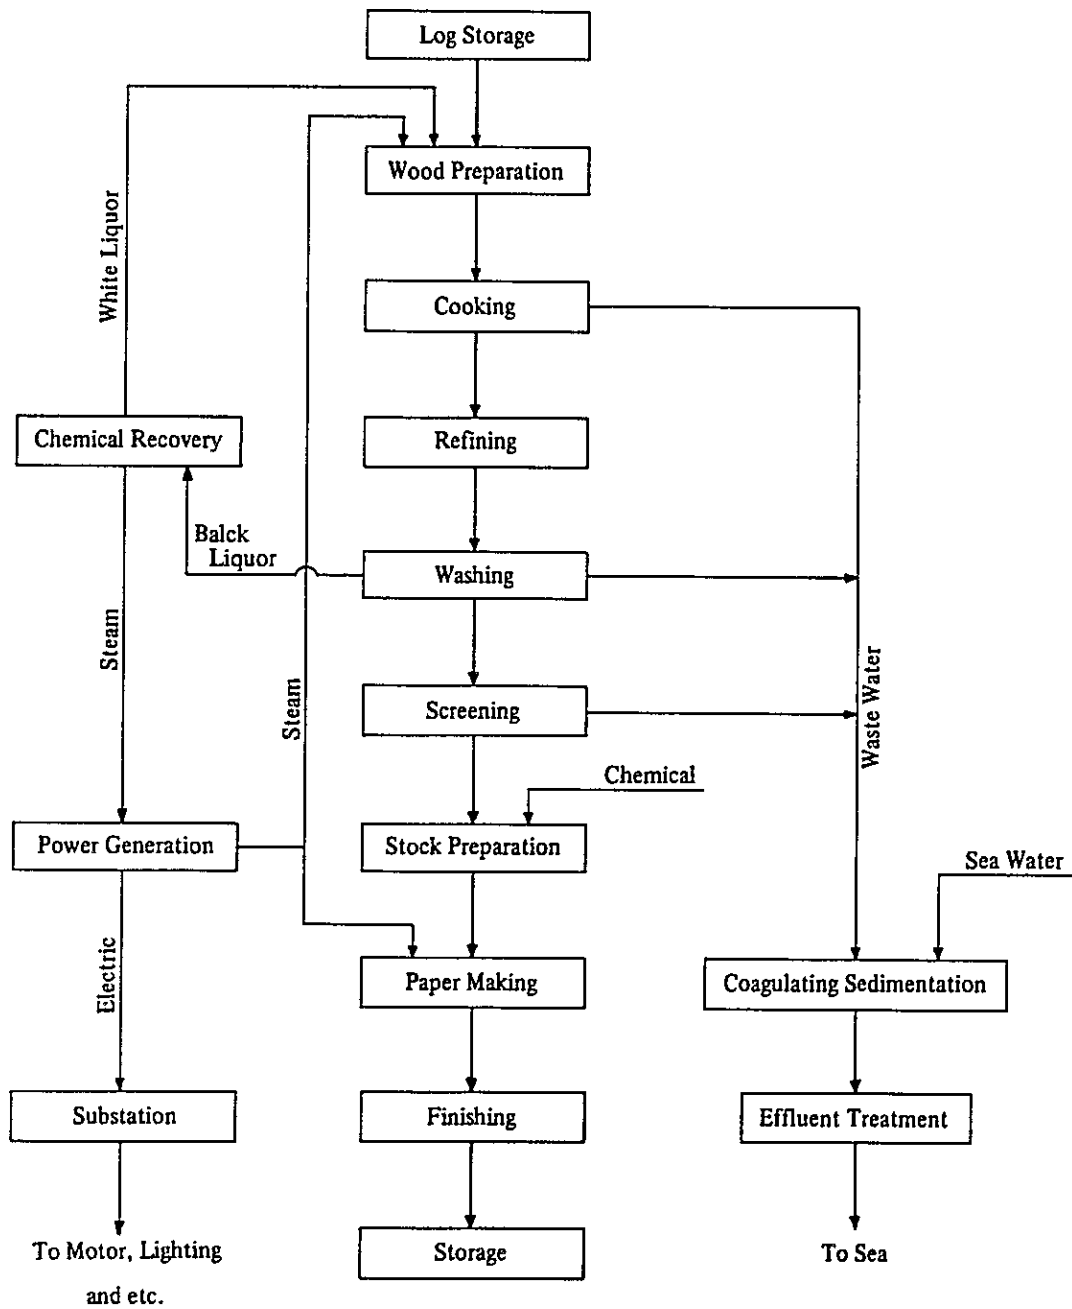 Log Storage
Wood Preparation
White Liquor
Cooking
Chemical Recovery
Refining
Balck
Liquor
Washing
Steam
Steam
Waste Water
Screening
Chemical
Power Generation
Stock Preparation
Sea Water
Electric
Paper Making
Coagulating Sedimentation
Substation
Finishing
Effluent Treatment
To Motor, Lighting
and etc.
Storage
To Sea